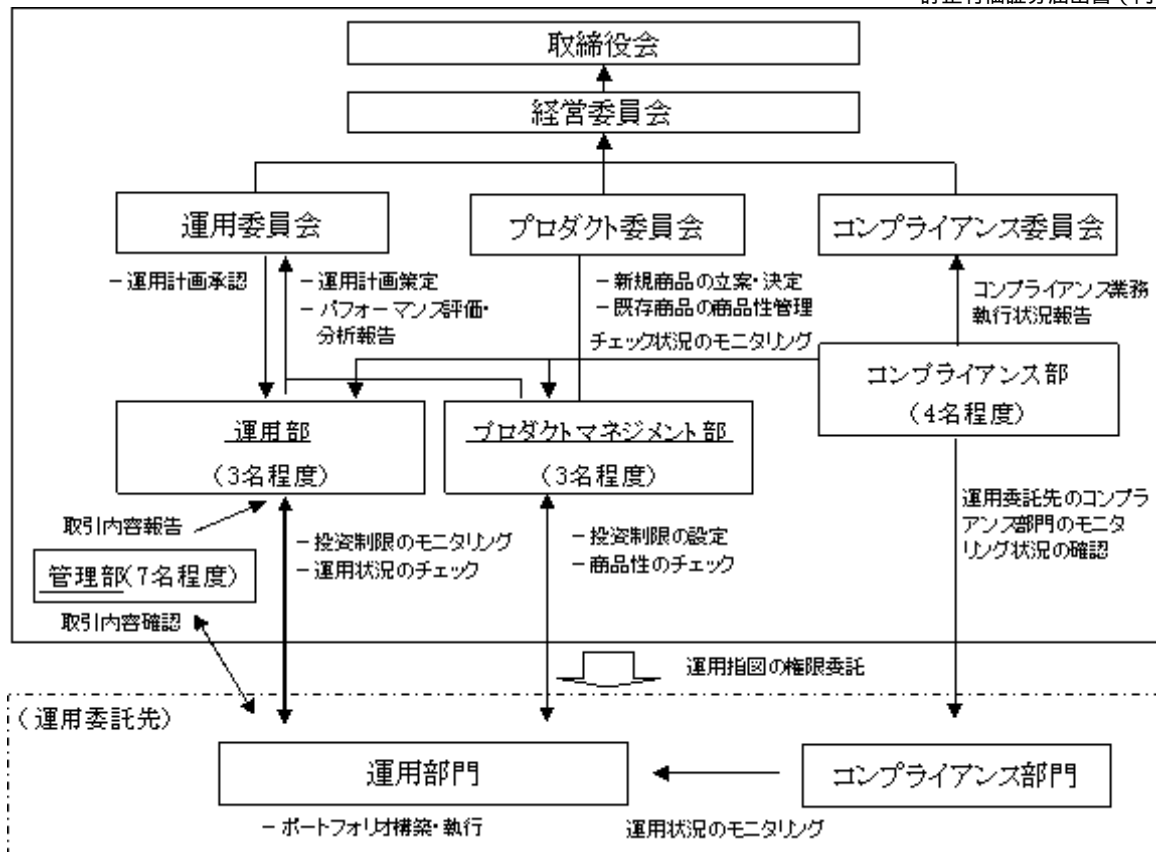 取締役会
経営委員会
運用委員会
プロダクト委員会
コンプライアンス委員会
－運用計画承認
－運用計画策定
－パフォーマンス評価・
分析報告
－新規商品の立案・決定
－既存商品の商品性管理
コンプライアンス業務
執行状況報告
チェック状況のモニタリング
運用部
（3名程度）
プロダクトマネジメント部
（3名程度）
コンプライアンス部
（4名程度）
取引内容報告
－投資制限のモニタリング
－運用状況のチェック
－投資制限の設定
－商品性のチェック
運用委託先のコンプラ
アンス部門のモニタ
リング状況の確認
管理部(7名程度)
取引内容確認
運用指図の権限委託
（運用委託先）
運用部門
コンプライアンス部門
－ポートフォリオ構築・執行
運用状況のモニタリング